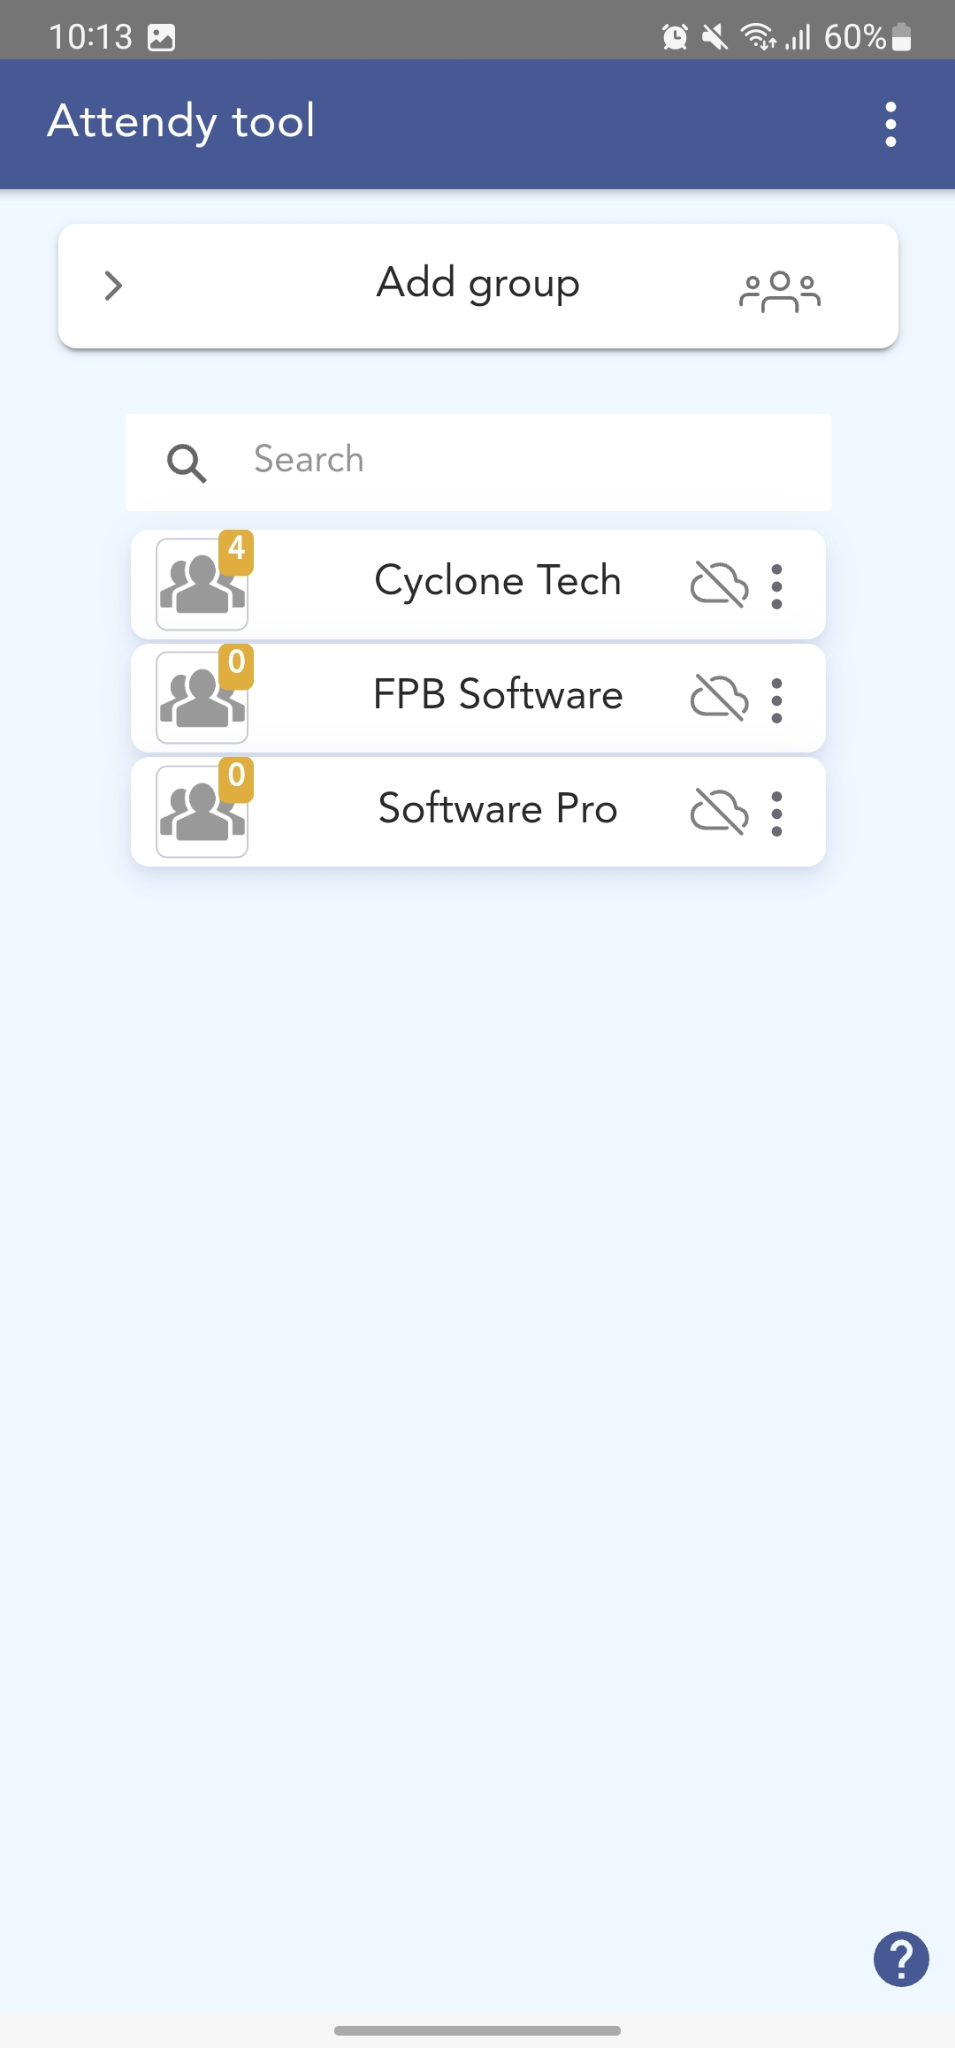 10:13 60%
Attendy tool
Add group
Search
4
Cyclone Tech
0
FPB Software
0
Software Pro
?